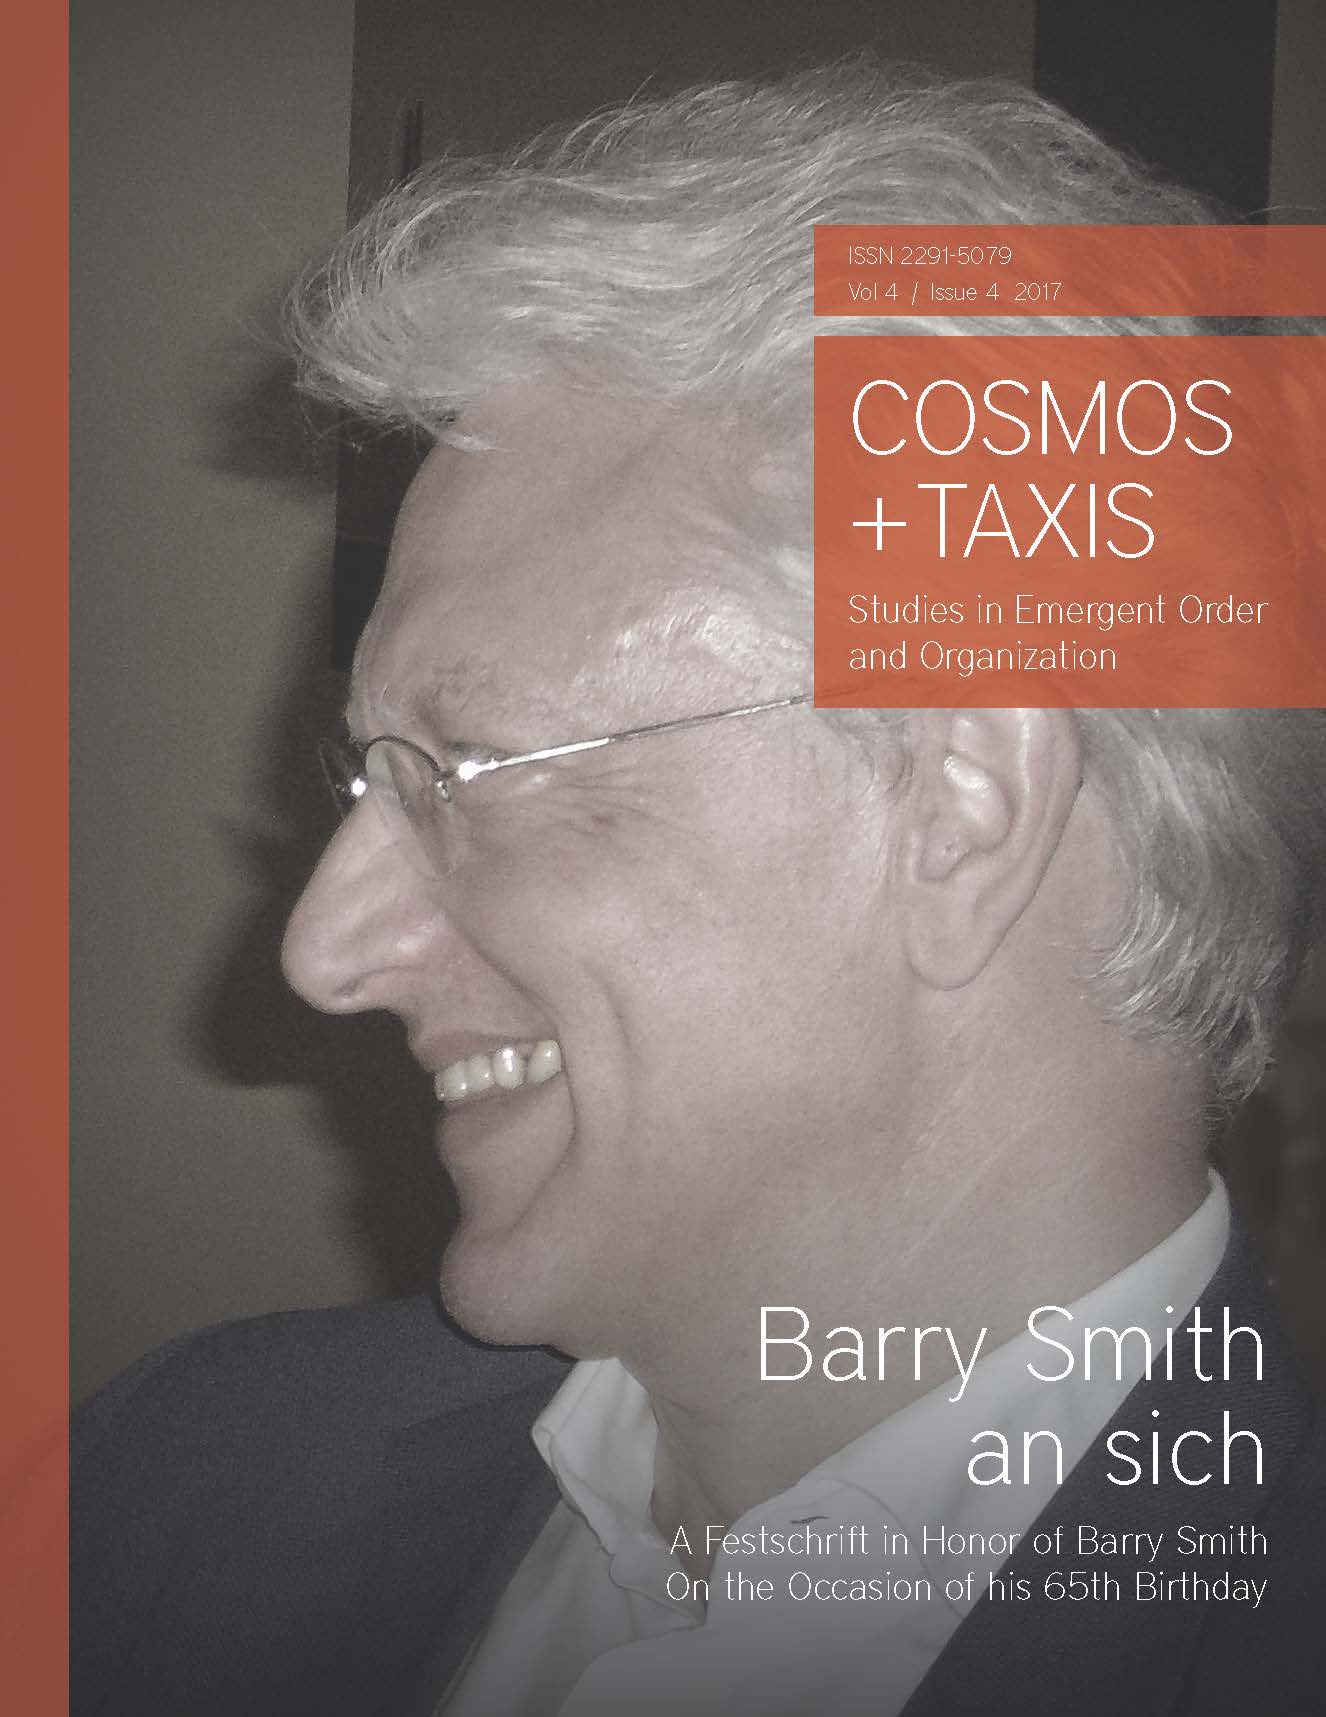 ISSN 2291-5079
Vol 4 / Issue 4 2017
COSMOS
+TAXIS
Studies in Emergent Order
and Organization
Barry Smith
an sich
A Festschrift in Honor of Barry Smith
On the Occasion of his 65th Birthday